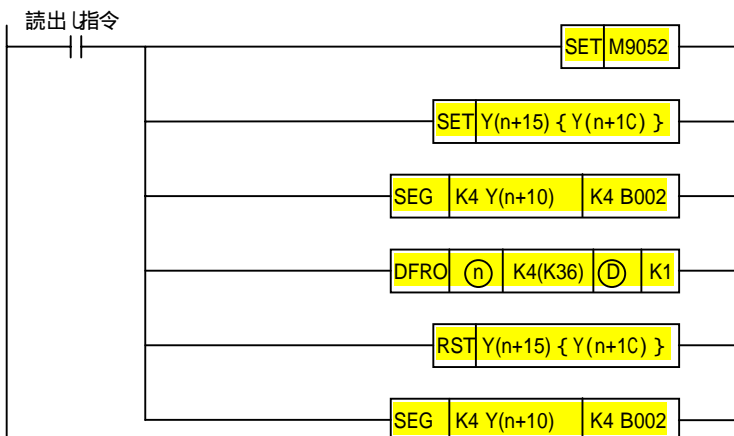 読出し指令
SET M9052
SET Y(n+15) { Y(n+1C) }
SEG K4 Y(n+10) K4 B002
DFRO n K4(K36) D K1
RST Y(n+15) { Y(n+1C) }
SEG K4 Y(n+10) K4 B002